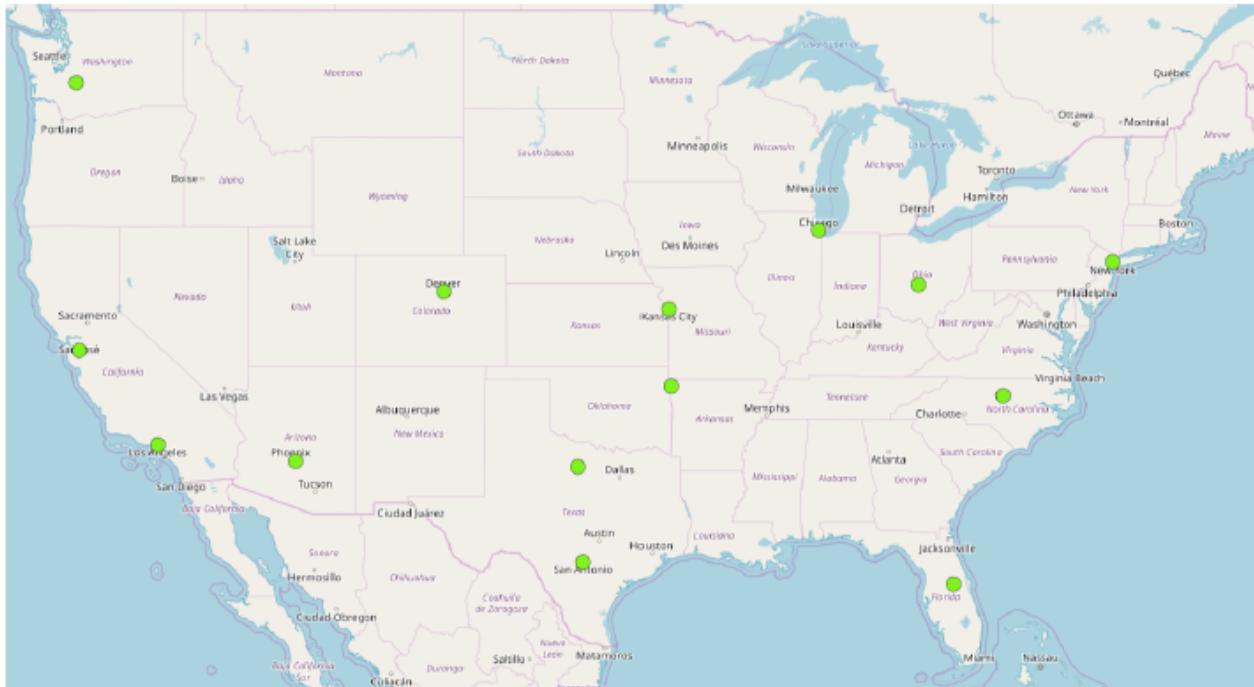 Lake Superior
Seattle
Washington
Montana
North Dakota
Minnesota
Québec
Ottawa
Montréal
Portland
Minneapolis
Wisconsin
Michigan
Lake Huron
Maine
Oregon
Boise
Idaho
South Dakota
Toronto
Hamilton
New York
Milwaukee
Detroit
Boston
Wyoming
Chicago
Iowa
Des Moines
Salt Lake
City
Nebraska
Lincoln
Pennsylvania
New York
Ohio
Philadelphia
Nevada
Utah
Denver
Colorado
Illinois
Indiana
Sacramento
Kansas
Kansas City
Missouri
Louisville
West Virginia
Washington
Kentucky
Virginia
California
Virginia Beach
Las Vegas
Albuquerque
New Mexico
Oklahoma
Arkansas
Memphis
Tennessee
Charlotte
North Carolina
Los Angeles
Arizona
Phoenix
Dallas
Atlanta
South Carolina
San Diego
Tucson
Mississippi
Alabama
Georgia
Baja California
Ciudad Juárez
Texas
Austin
Louisiana
Houston
Jacksonville
Sonora
Hermosillo
Chihuahua
San Antonio
Florida
Coahuila
de Zaragoza
Ciudad Obregon
Nuevo
León
Matamoros
Saltillo
Miami
Nassau
Baja California
Sur
Durango
Culiacán